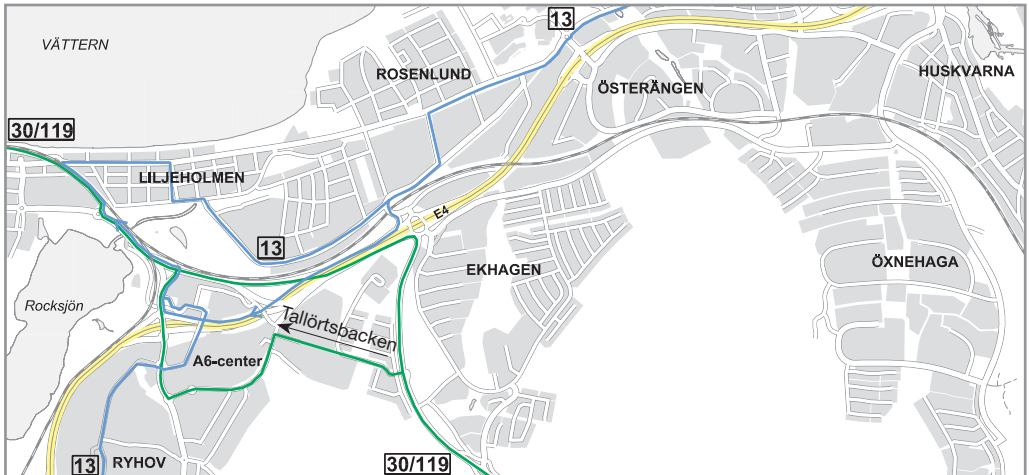 13
VÄTTERN
ROSENLUND
HUSKVARNA
ÖSTERÄNGEN
30/119
LILJEHOLMEN
E4
13
EKHAGEN
ÖXNEHAGA
Rocksjön
Tallörtsbacken
A6-center
13
RYHOV
30/119